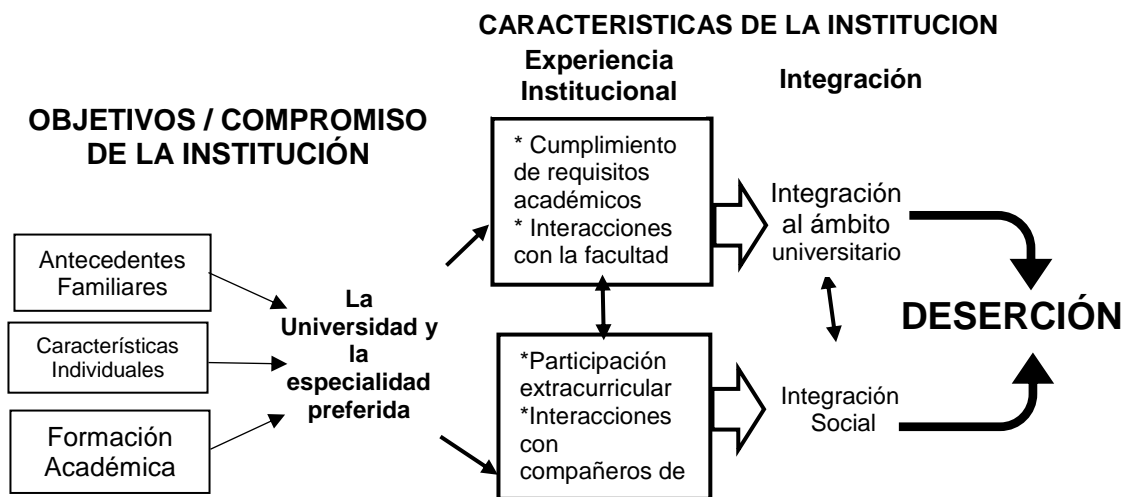 CARACTERISTICAS DE LA INSTITUCION
Experiencia
Institucional
Integración
OBJETIVOS / COMPROMISO
DE LA INSTITUCIÓN
* Cumplimiento
de requisitos
académicos
* Interacciones
con la facultad
Integración
al ámbito
universitario
Antecedentes
Familiares
Características
Individuales
Formación
Académica
La
Universidad y
la
especialidad
preferida
DESERCIÓN
*Participación
extracurricular
*Interacciones
con
compañeros de
Integración
Social